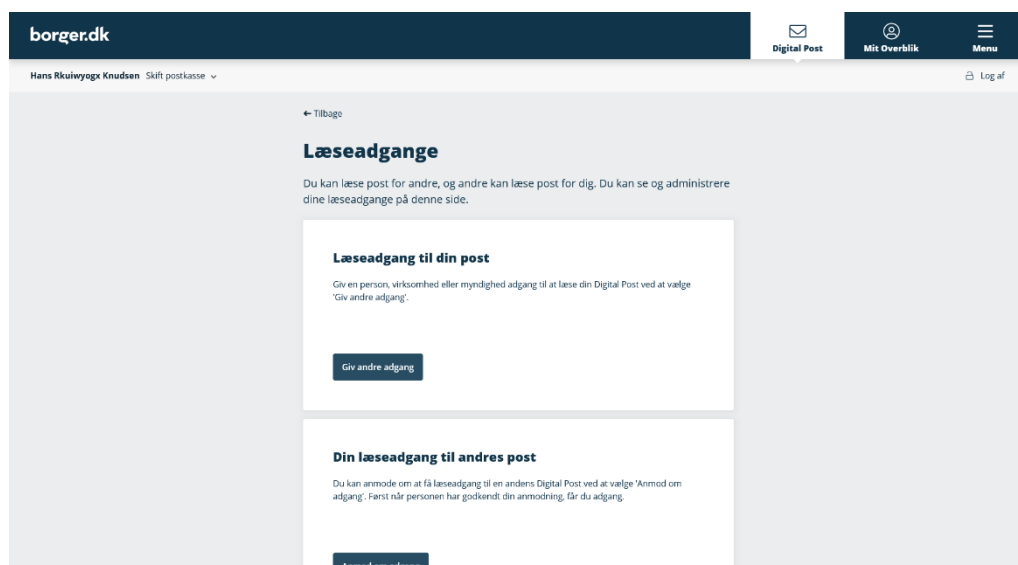 borger.dk
Digital Post
Mit Overblik
Menu
Hans Rkuiwyogx Knudsen Skift postkasse
Log af
← Tilbage
Læseadgange
Du kan læse post for andre, og andre kan læse post for dig. Du kan se og administrere
dine læseadgange på denne side.
Læseadgang til din post
Giv en person, virksomhed eller myndighed adgang til at læse din Digital Post ved at vælge
'Giv andre adgang'.
Giv andre adgang
Din læseadgang til andres post
Du kan anmode om at få læseadgang til en andens Digital Post ved at vælge 'Anmod om
adgang'. Først når personen har godkendt din anmodning, får du adgang.
Anmod om adgang